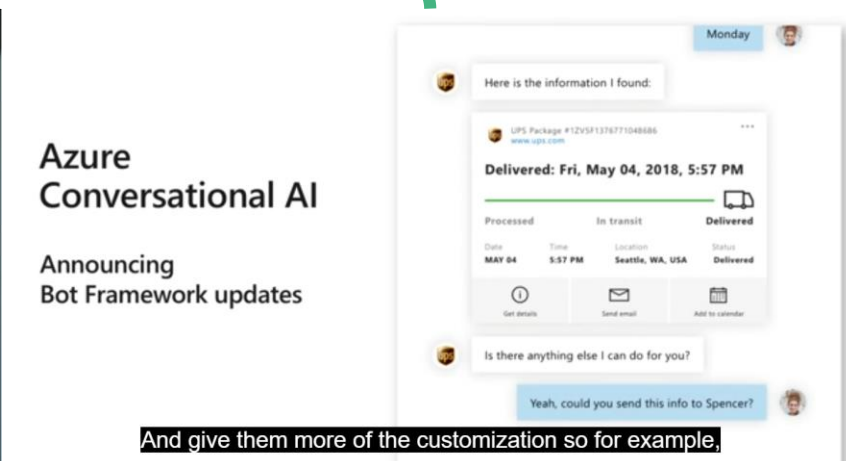 Azure
Conversational AI
Announcing
Bot Framework updates
Monday
Here is the information I found:
UPS Package #1ZVSF1376771048686
www.ups.com
Delivered: Fri, May 04, 2018, 5:57 PM
Processed In transit Delivered
Date Time Location Status
MAY 04 5:57 PM Seattle, WA, USA Delivered
Get details Send email Add to calendar
ups
Is there anything else I can do for you?
Yeah, could you send this info to Spencer?
And give them more of the customization so for example,